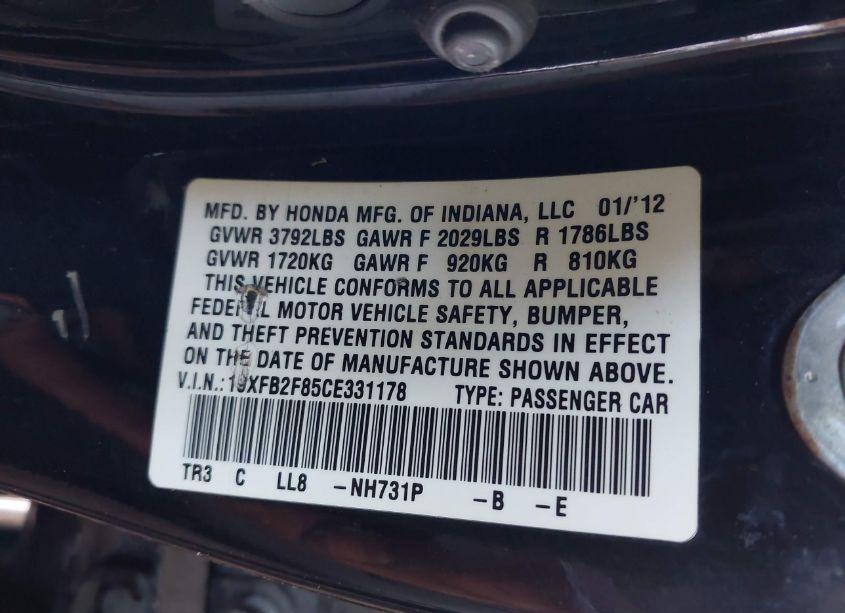 MFD. BY HONDA MFG. OF INDIANA, LLC 01/'12
GVWR 3792LBS GAWR F 2029LBS R 1786LBS
GVWR 1720KG GAWR F 920KG R 810KG
THIS VEHICLE CONFORMS TO ALL APPLICABLE
FEDERAL MOTOR VEHICLE SAFETY, BUMPER,
AND THEFT PREVENTION STANDARDS IN EFFECT
ON THE DATE OF MANUFACTURE SHOWN ABOVE.
V.I.N.: 19XFB2F85CE331178 TYPE: PASSENGER CAR
TR3 C LL8 -NH731P -B -E